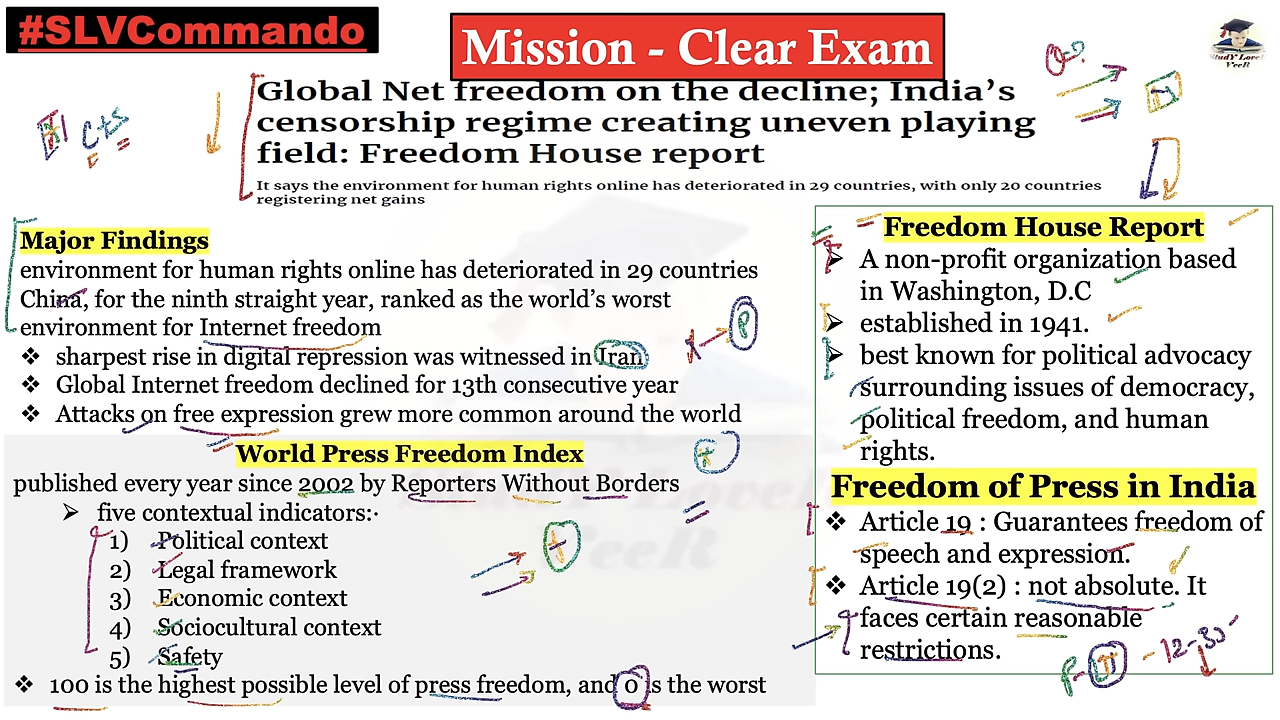 #SLVCommando
Mission - Clear Exam
StudY LoveR
VeeR
Global Net freedom on the decline; India's
censorship regime creating uneven playing
field: Freedom House report
It says the environment for human rights online has deteriorated in 29 countries, with only 20 countries
registering net gains
Major Findings
environment for human rights online has deteriorated in 29 countries
China, for the ninth straight year, ranked as the world's worst
environment for Internet freedom
❖ sharpest rise in digital repression was witnessed in Iran
❖ Global Internet freedom declined for 13th consecutive year
❖ Attacks on free expression grew more common around the world
World Press Freedom Index
published every year since 2002 by Reporters Without Borders
➢ five contextual indicators:·
1) Political context
2) Legal framework
3) Economic context
4) Sociocultural context
5) Safety
❖ 100 is the highest possible level of press freedom, and 0 is the worst
Freedom House Report
➢ A non-profit organization based
in Washington, D.C
➢ established in 1941.
➢ best known for political advocacy
surrounding issues of democracy,
political freedom, and human
rights.
Freedom of Press in India
❖ Article 19 : Guarantees freedom of
speech and expression.
❖ Article 19(2) : not absolute. It
faces certain reasonable
restrictions.